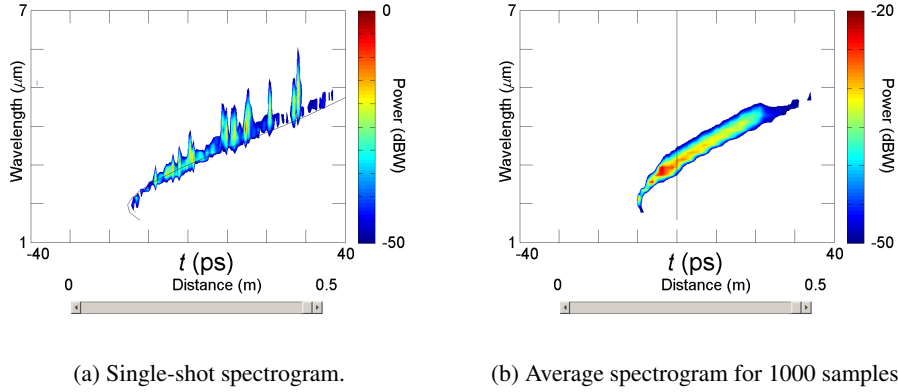 7
Wavelength (μm)
1
-40
40
t (ps)
0
Power (dBW)
-50
Distance (m)
0
0.5
(a) Single-shot spectrogram.
7
Wavelength (μm)
1
-40
40
t (ps)
-20
Power (dBW)
-50
Distance (m)
0
0.5
(b) Average spectrogram for 1000 samples